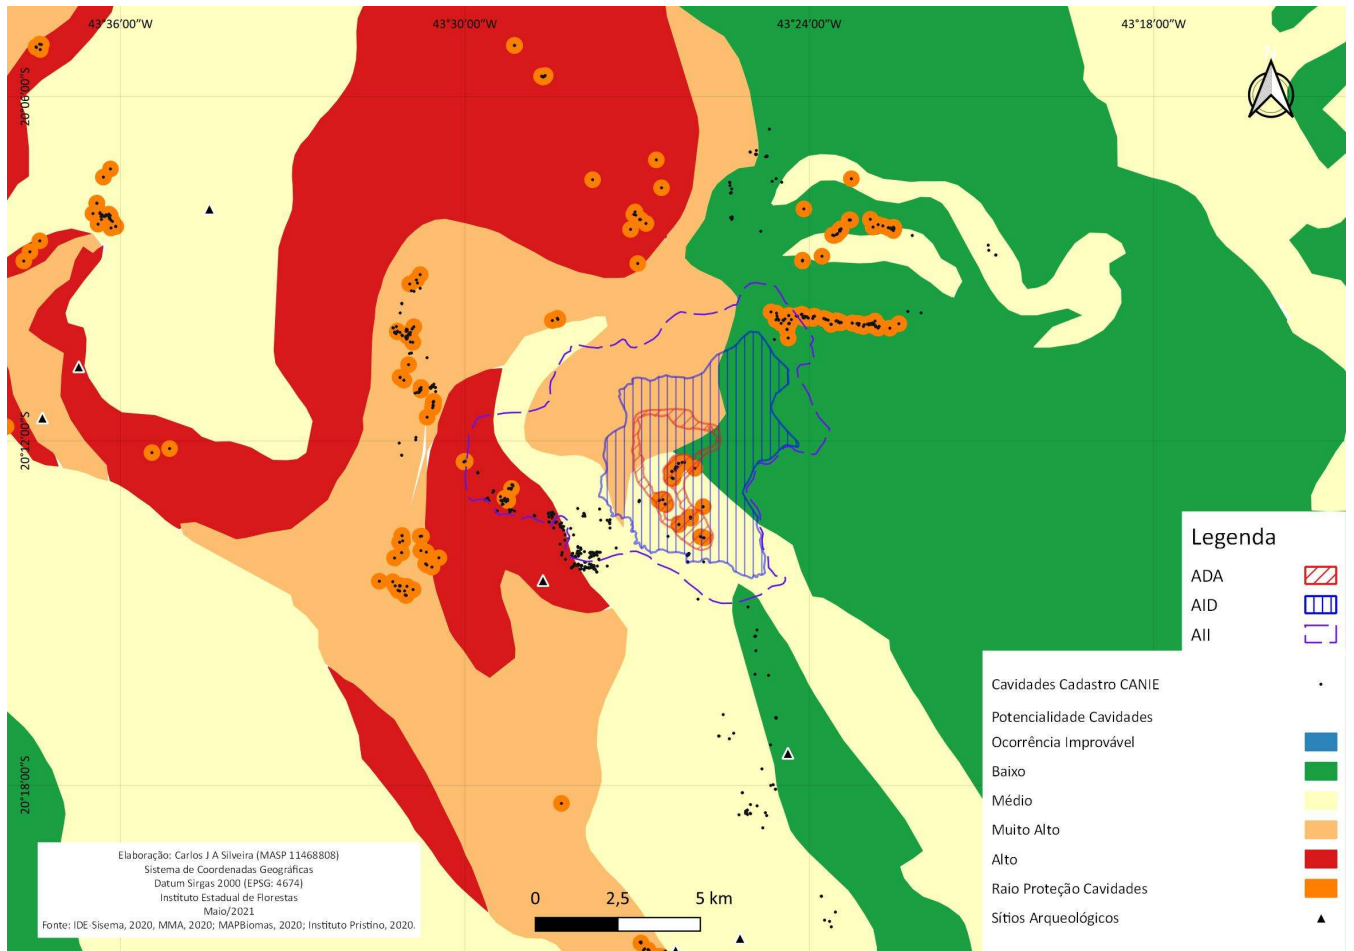 43°36'00"W
43°30'00"W
43°24'00"W
43°18'00"W
20°06'00"S
20°12'00"S
20°18'00"S
Legenda
ADA
AID
AII
Cavidades Cadastro CANIE
Potencialidade Cavidades
Ocorrência Improvável
Baixo
Médio
Muito Alto
Alto
Raio Proteção Cavidades
Sítios Arqueológicos
Elaboração: Carlos J A Silveira (MASP 11468808)
Sistema de Coordenadas Geográficas
Datum Sirgas 2000 (EPSG: 4674)
Instituto Estadual de Florestas
Maio/2021
Fonte: IDE-Sisema, 2020, MMA, 2020; MAPBiomas, 2020; Instituto Pristino, 2020.
0 2,5 5 km